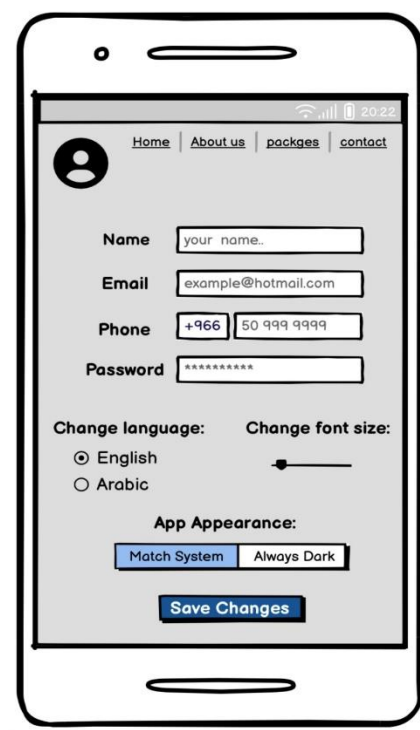 20:22
Home About us packges contact
Name your name..
Email example@hotmail.com
Phone +966 50 999 9999
Password **********
Change language: Change font size:
English
Arabic
App Appearance:
Match System Always Dark
Save Changes